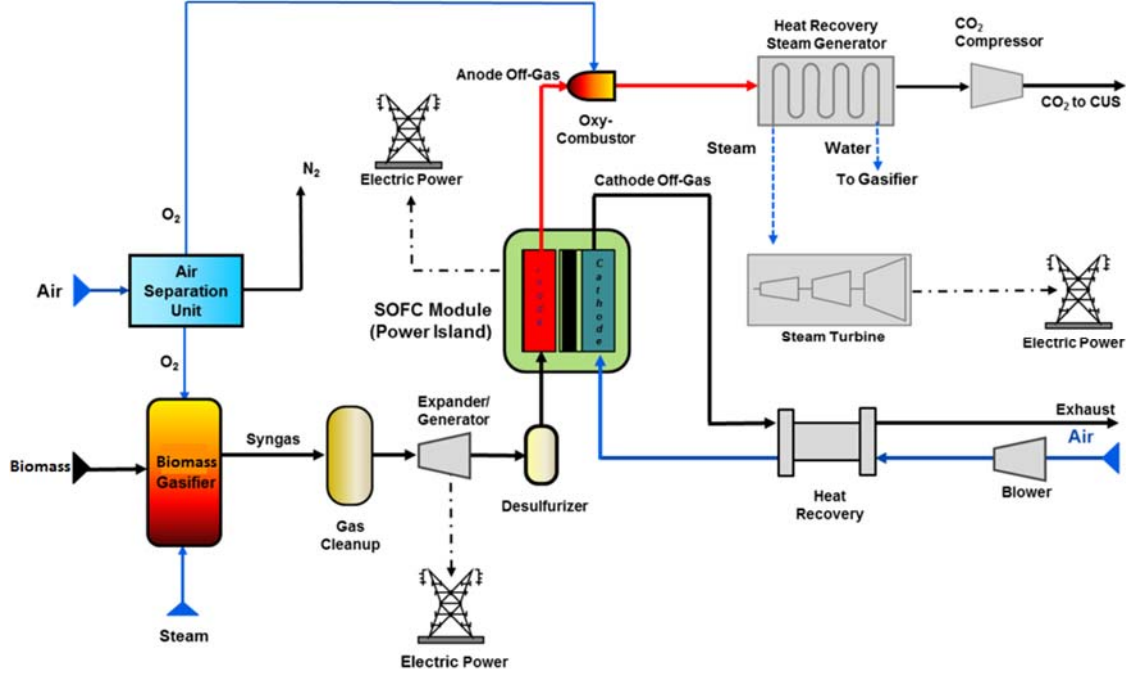 Heat Recovery
Steam Generator
CO2
Compressor
Anode Off-Gas
Oxy-
Combustor
CO2 to CUS
Steam
Water
To Gasifier
Electric Power
N2
Cathode Off-Gas
O2
Air
Air
Separation
Unit
SOFC Module
(Power Island)
Cathode
Steam Turbine
Electric Power
O2
Expander/
Generator
Exhaust
Air
Biomass
Biomass
Gasifier
Syngas
Gas
Cleanup
Desulfurizer
Heat
Recovery
Blower
Steam
Electric Power